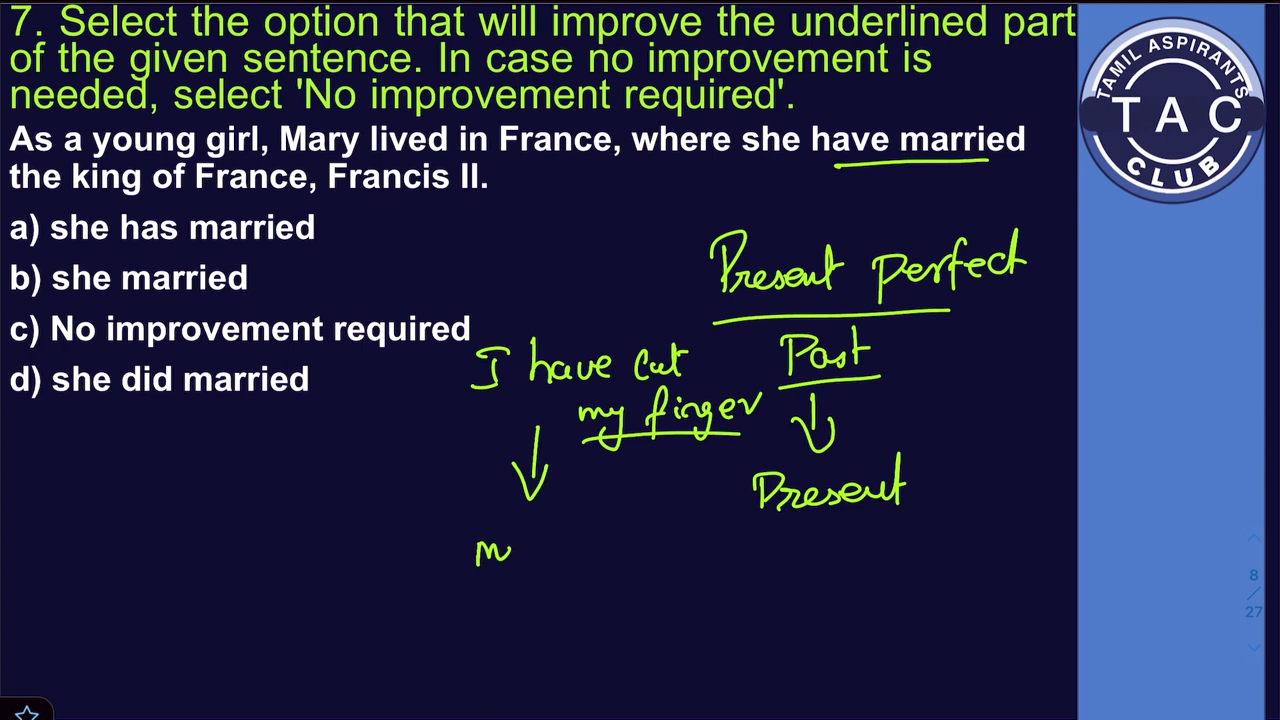 7. Select the option that will improve the underlined part
of the given sentence. In case no improvement is
needed, select 'No improvement required'.
As a young girl, Mary lived in France, where she have married
the king of France, Francis II.
a) she has married
b) she married
c) No improvement required
d) she did married
Present perfect
I have cut
my finger
Past
Present
m
TAMIL ASPIRANTS
TAC
CLUB
8
/
27